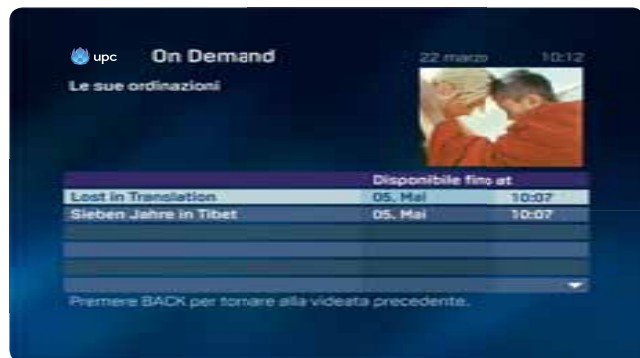 upc On Demand 22 marzo 10:12
Le sue ordinazioni
Disponibile fino at
Lost in Translation 05. Mai 10:07
Sieben Jahre in Tibet 05. Mai 10:07
Premere BACK per tornare alla videata precedente.